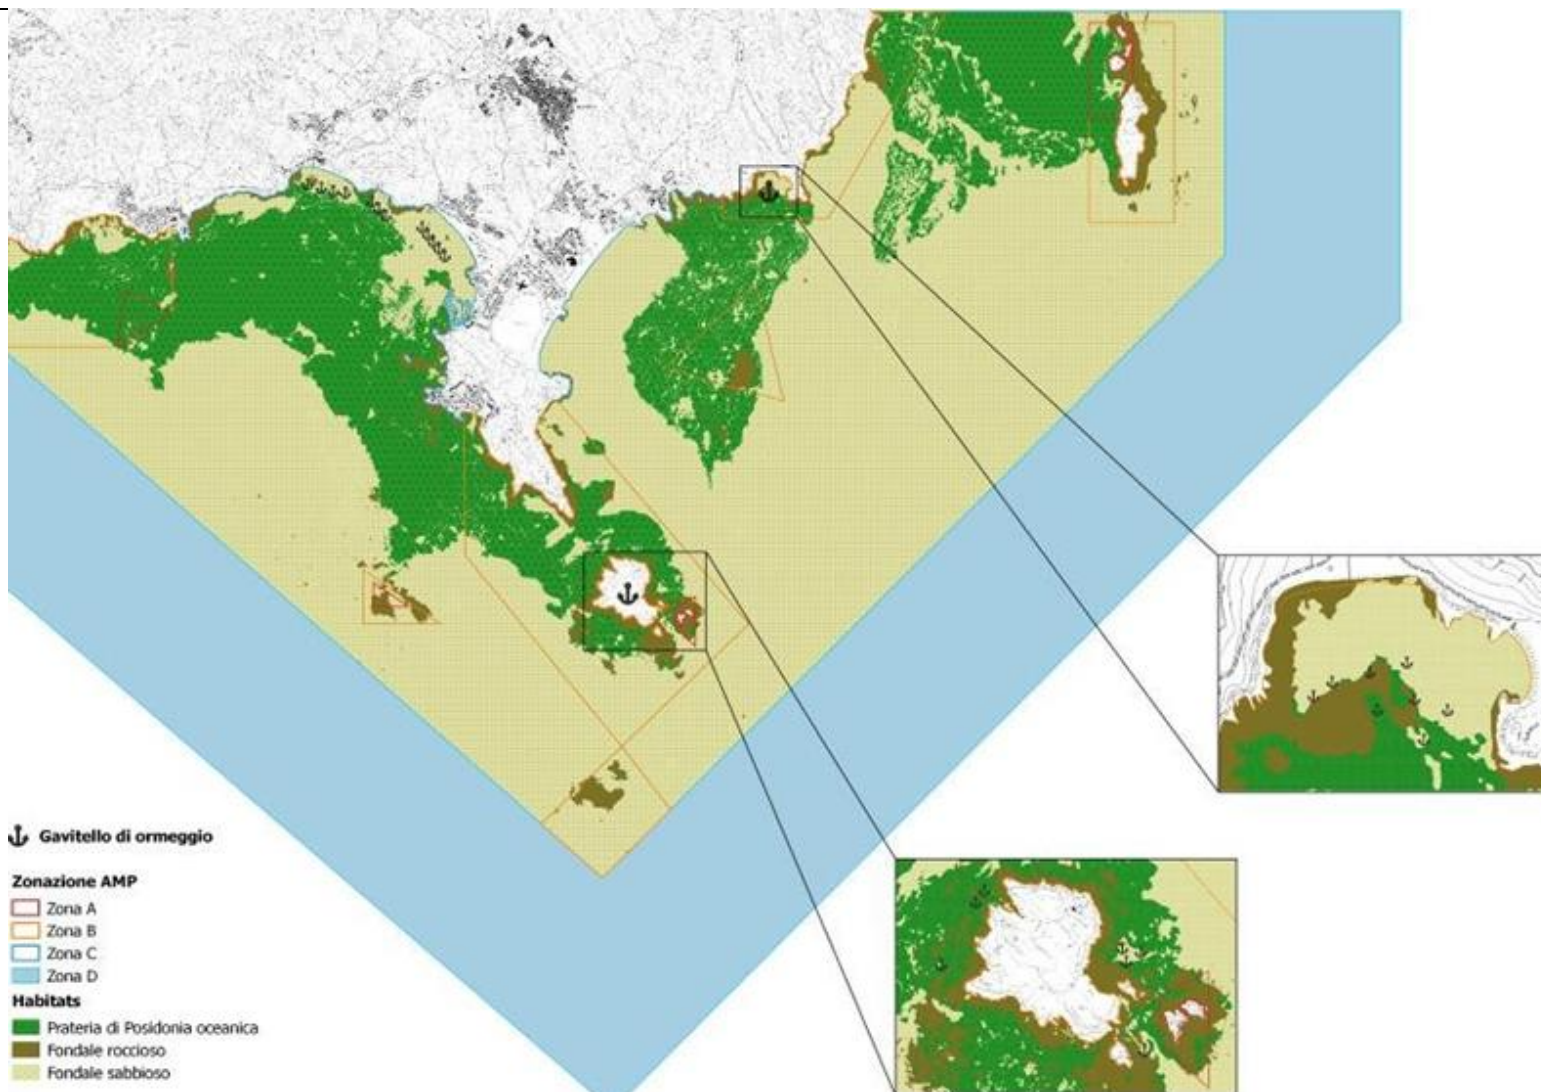 Gavitello di ormeggio
Zonazione AMP
Zona A
Zona B
Zona C
Zona D
Habitats
Prateria di Posidonia oceanica
Fondale roccioso
Fondale sabbioso